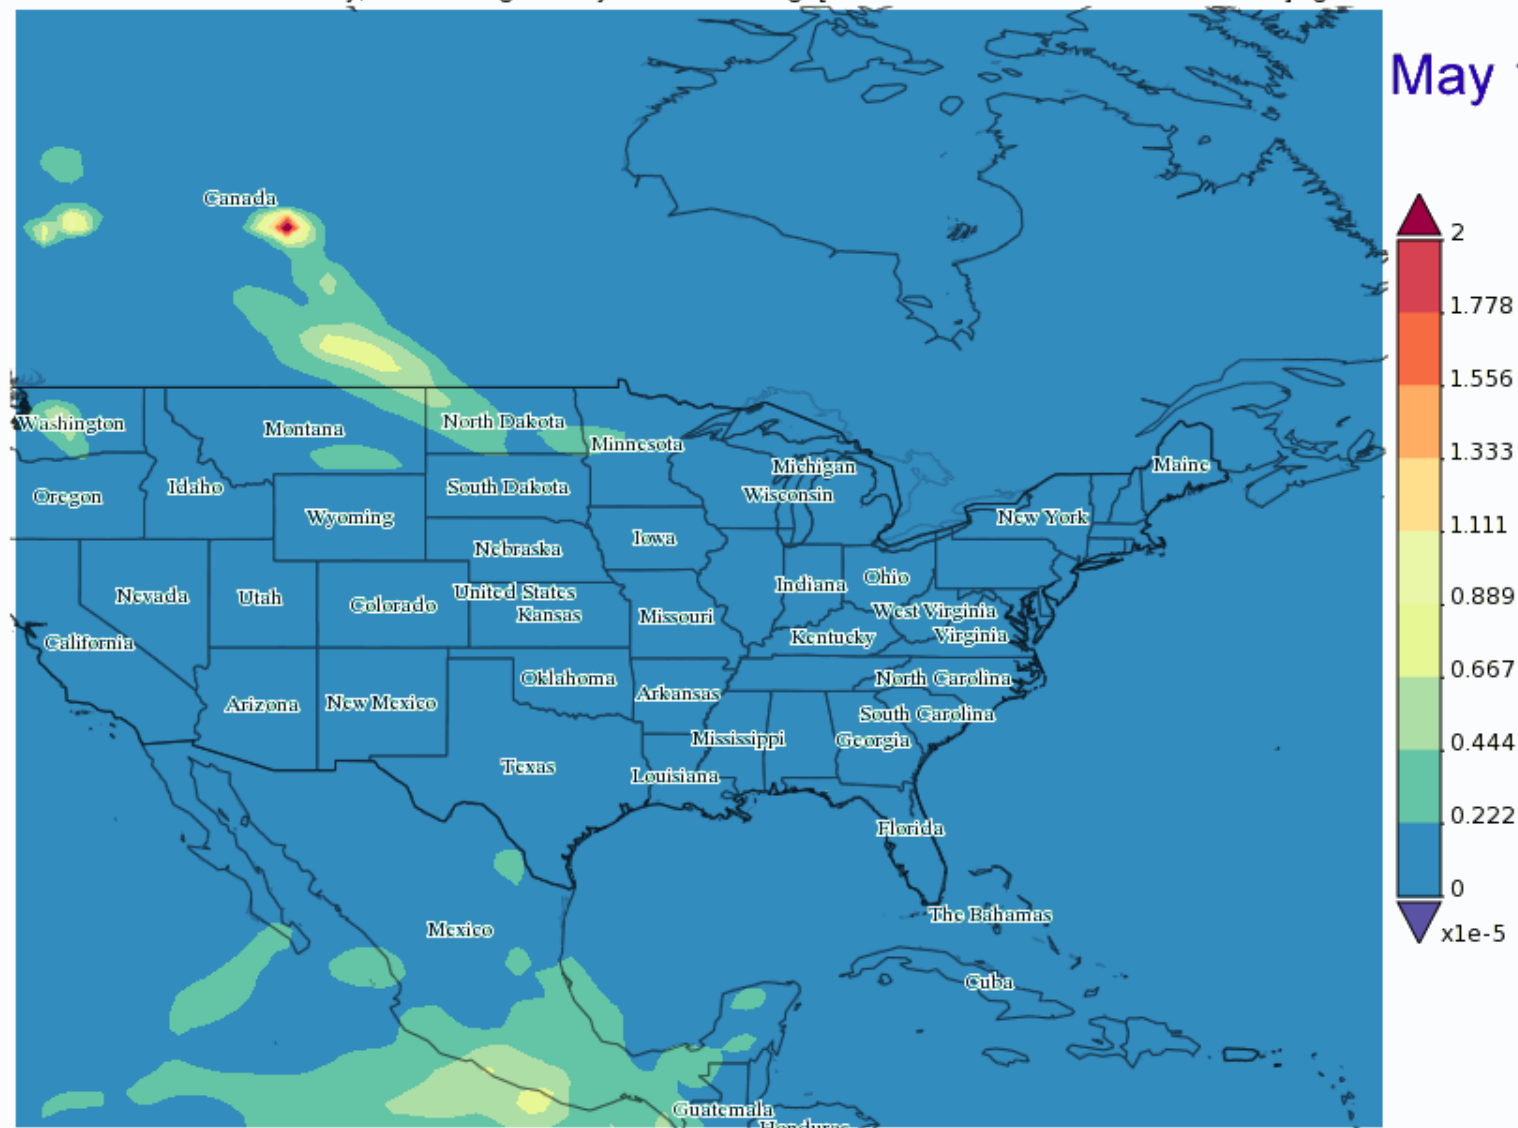 May
Canada
2
1.778
1.556
1.333
1.111
0.889
0.667
0.444
0.222
0
x1e-5
Washington
Montana
North Dakota
Minnesota
Maine
Michigan
Oregon
Idaho
South Dakota
Wisconsin
Wyoming
New York
Iowa
Nebraska
Nevada
Utah
Colorado
United States
Indiana
Ohio
Kansas
Missouri
West Virginia
California
Kentucky
Virginia
Arizona
New Mexico
Oklahoma
Arkansas
North Carolina
South Carolina
Mississippi
Georgia
Texas
Louisiana
Florida
Mexico
The Bahamas
Cuba
Guatemala
Honduras